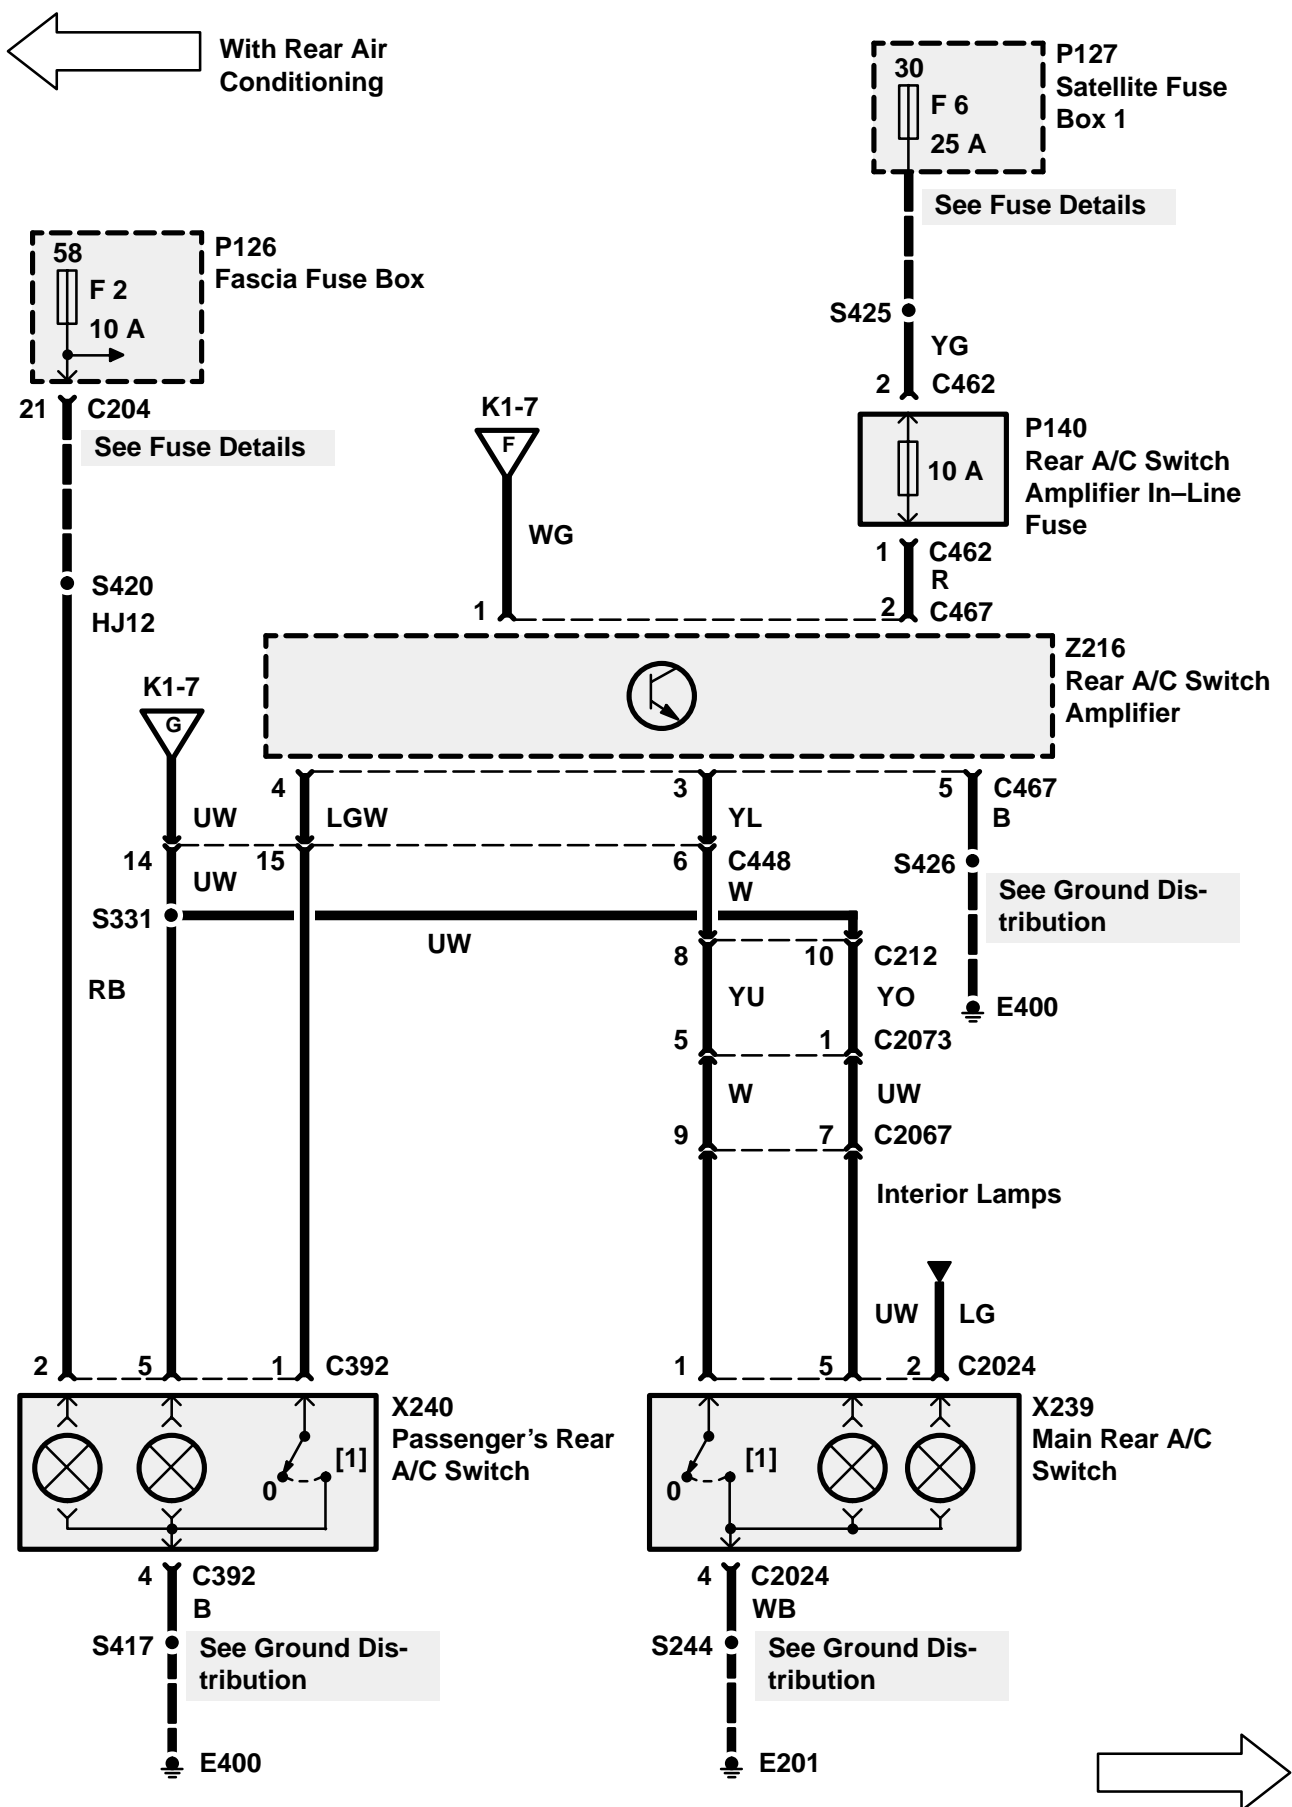 With Rear Air
Conditioning
30
F 6
25 A
P127
Satellite Fuse
Box 1
See Fuse Details
58
F 2
10 A
P126
Fascia Fuse Box
21 C204
See Fuse Details
S425
YG
2 C462
K1-7
F
10 A
P140
Rear A/C Switch
Amplifier In–Line
Fuse
WG
1 C462
R
S420
HJ12
1
2 C467
Z216
Rear A/C Switch
Amplifier
K1-7
G
4
3
5 C467
UW
LGW
YL
B
14
15
6 C448
S426
UW
W
See Ground Dis-
tribution
S331
UW
8
10 C212
RB
YU
YO
E400
5
1 C2073
W
UW
9
7 C2067
Interior Lamps
UW
LG
2
5
1 C392
1
5
2 C2024
X240
Passenger’s Rear
A/C Switch
[1]
0
X239
Main Rear A/C
Switch
[1]
0
4 C392
B
4 C2024
WB
S417
See Ground Dis-
tribution
S244
See Ground Dis-
tribution
E400
E201